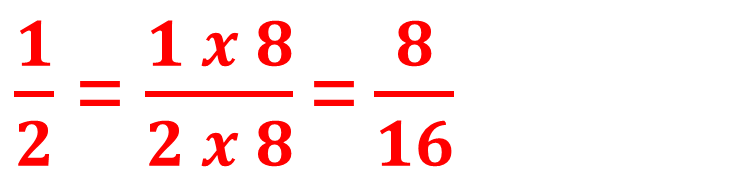 1/2 = 1 x 8/2 x 8 = 8/16